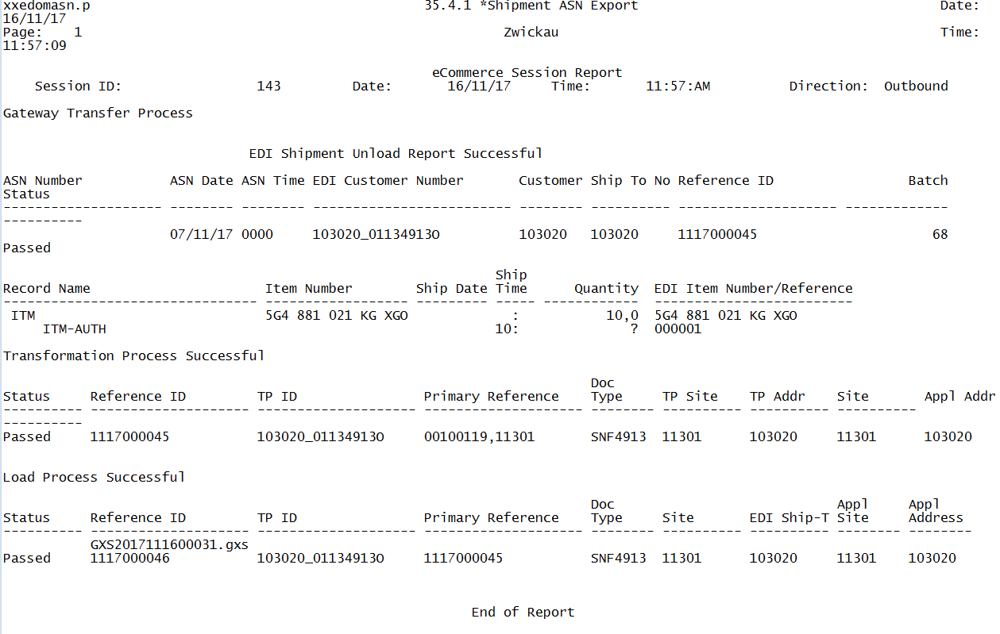 xxedomasn.p 35.4.1 *Shipment ASN Export Date:
16/11/17
Page: 1 Zwickau Time:
11:57:09
eCommerce Session Report
Session ID: 143 Date: 16/11/17 Time: 11:57:AM Direction: Outbound
Gateway Transfer Process
EDI Shipment Unload Report Successful
ASN Number ASN Date ASN Time EDI Customer Number Customer Ship To No Reference ID Batch
Status
-------------------- -------- -------- ------------------------- -------- ---------- -------------------- -------------
----------
07/11/17 0000 103020_011349130 103020 103020 1117000045 68
Passed
Ship
Record Name Item Number Ship Date Time Quantity EDI Item Number/Reference
-------------------------------- ------------------ --------- ----- ------------ -------------------------
ITM 5G4 881 021 KG XGO : 10,0 5G4 881 021 KG XGO
ITM-AUTH 10: ? 000001
Transformation Process Successful
Doc
Status Reference ID TP ID Primary Reference Type TP Site TP Addr Site Appl Addr
---------- -------------------- -------------------- -------------------- -------- ---------- ---------- ----------
----------
Passed 1117000045 103020_011349130 00100119,11301 SNF4913 11301 103020 11301 103020
Load Process Successful
Doc Appl Appl
Status Reference ID TP ID Primary Reference Type Site EDI Ship-T Site Address
---------- -------------------- -------------------- -------------------- -------- ---------- ---------- -------- --------
GXS2017111600031.gxs
Passed 1117000046 103020_011349130 1117000045 SNF4913 11301 103020 11301 103020
End of Report